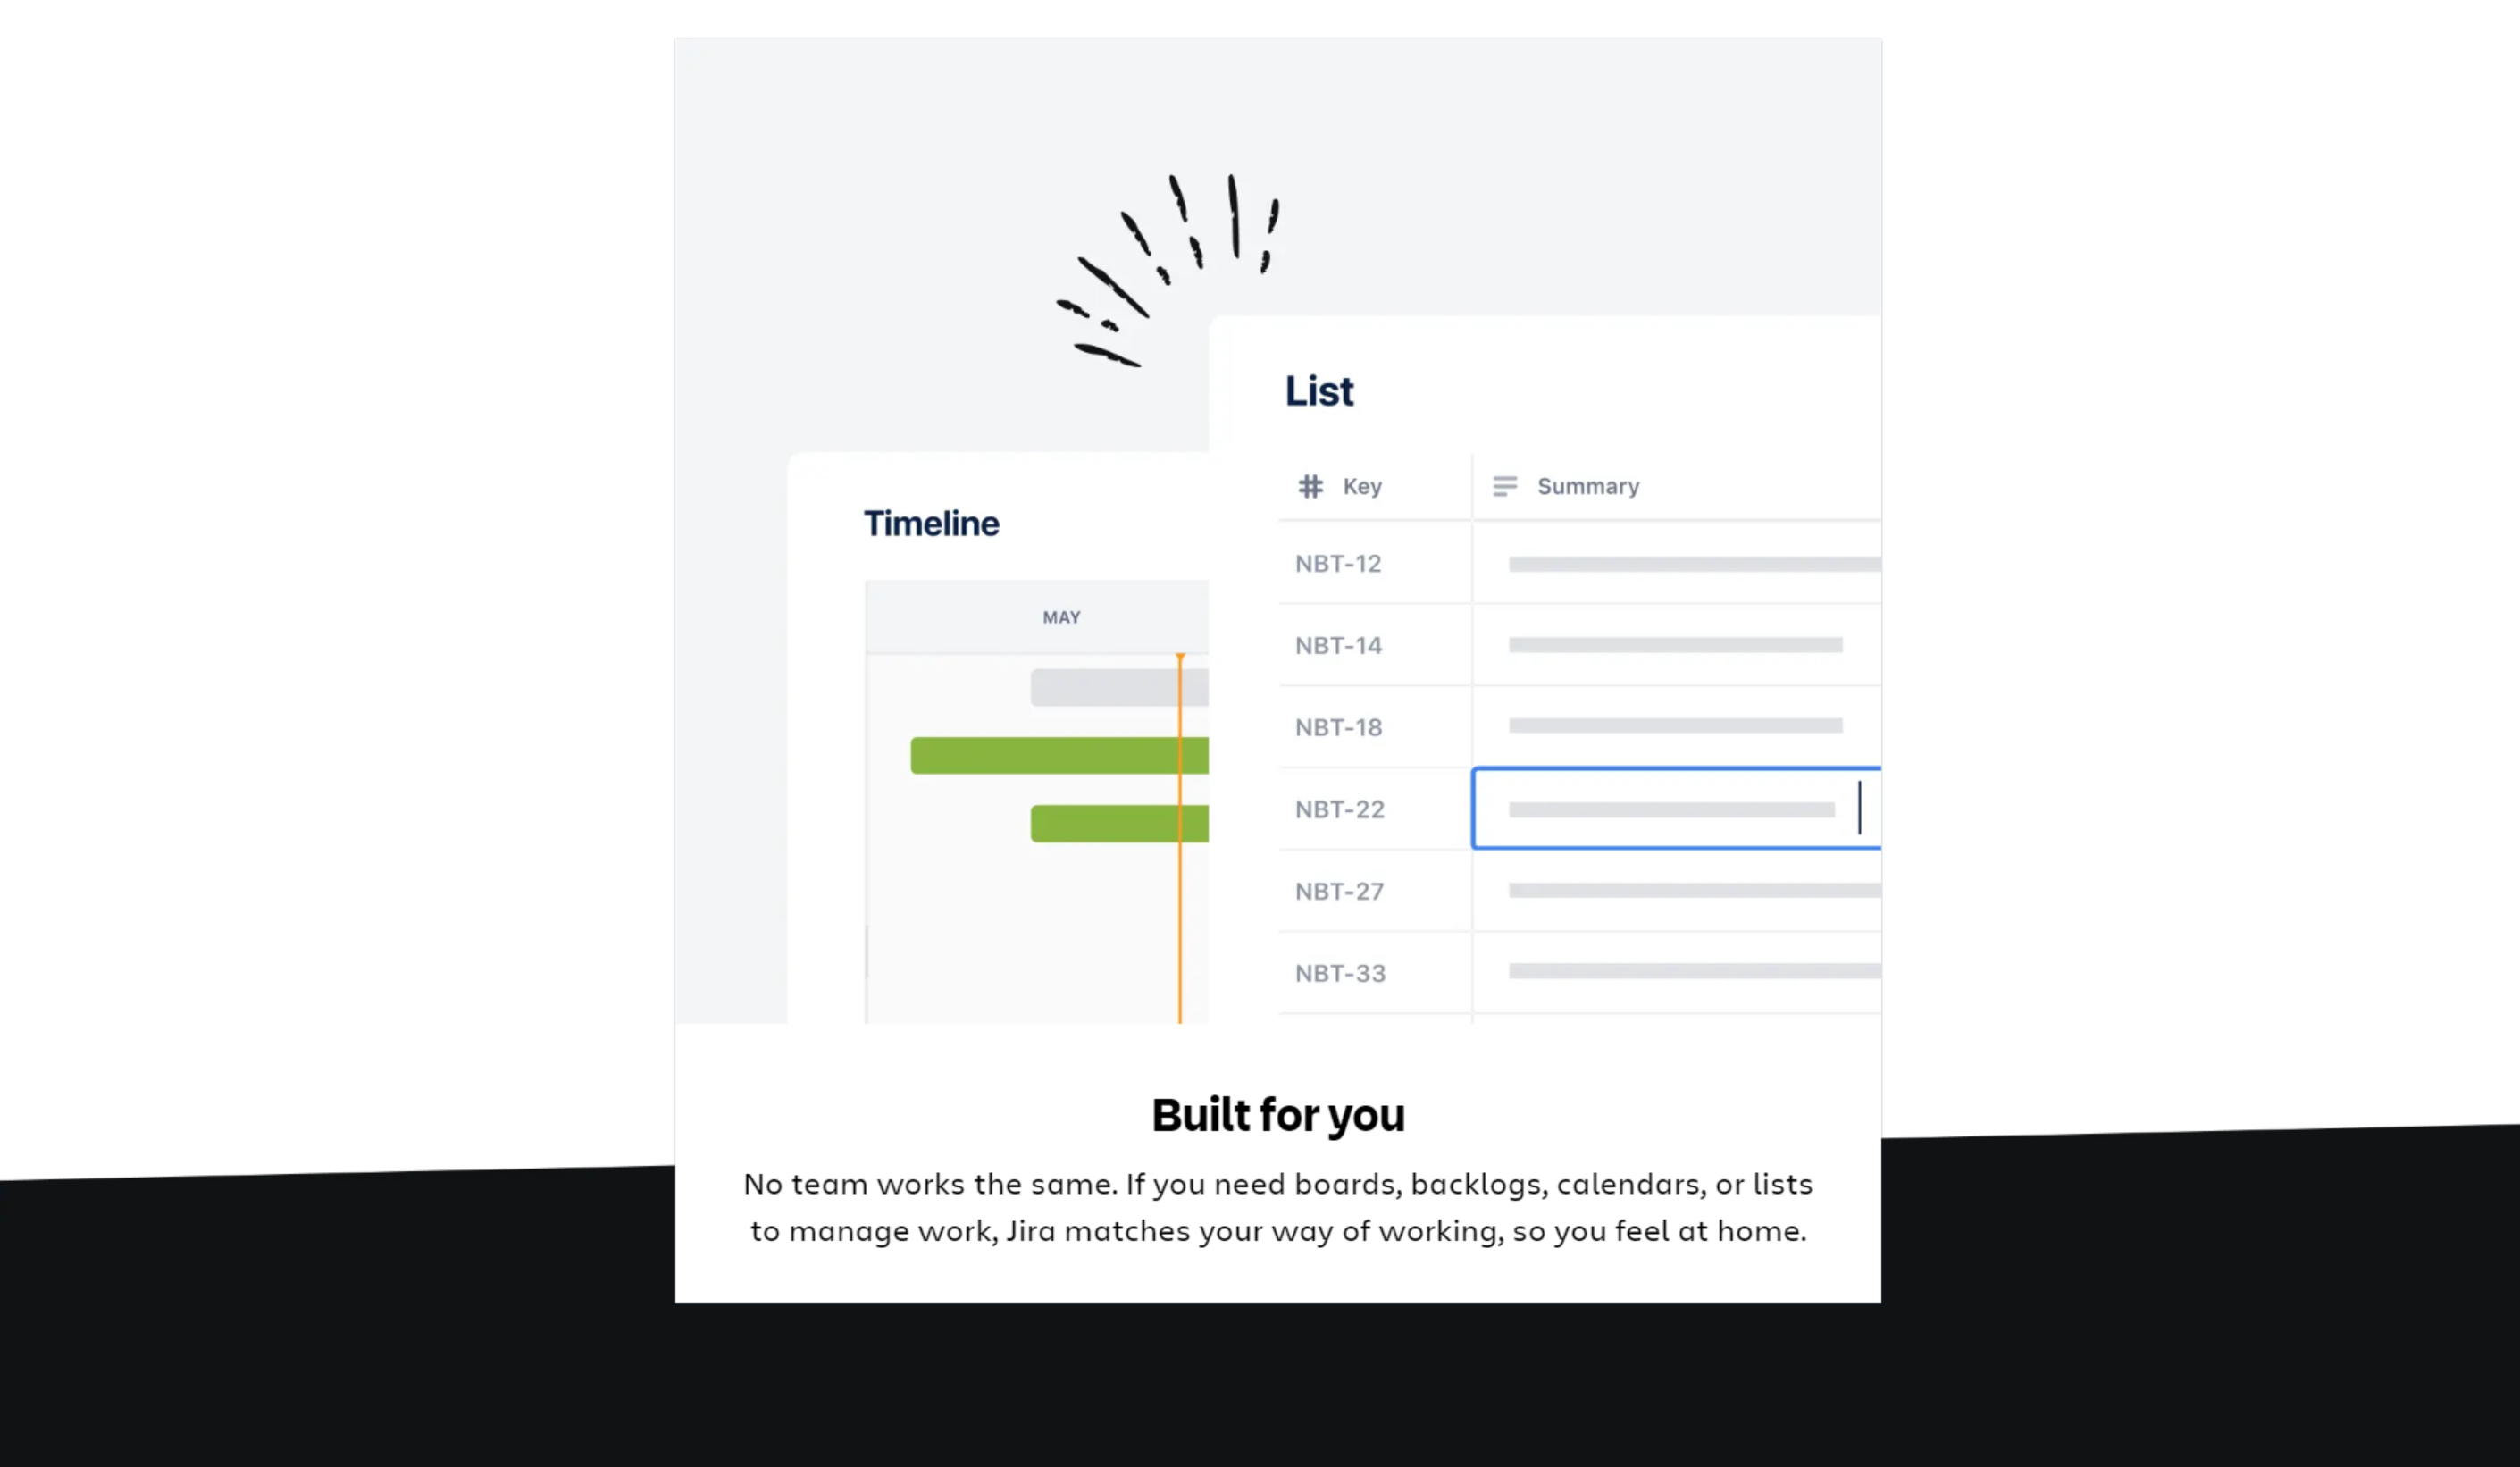 List
Key Summary
Timeline
NBT-12
MAY
NBT-14
NBT-18
NBT-22
NBT-27
NBT-33
Built for you
No team works the same. If you need boards, backlogs, calendars, or lists
to manage work, Jira matches your way of working, so you feel at home.